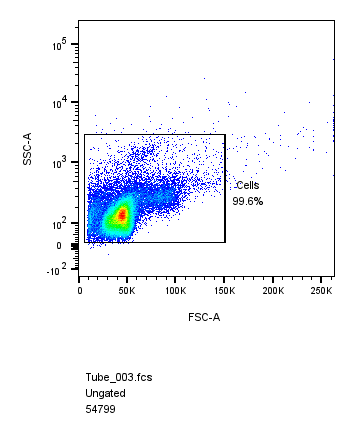 10^5
10^4
10^3
10^2
0
-10^2
SSC-A
Cells
99.6%
0 50K 100K 150K 200K 250K
FSC-A
Tube_003.fcs
Ungated
54799